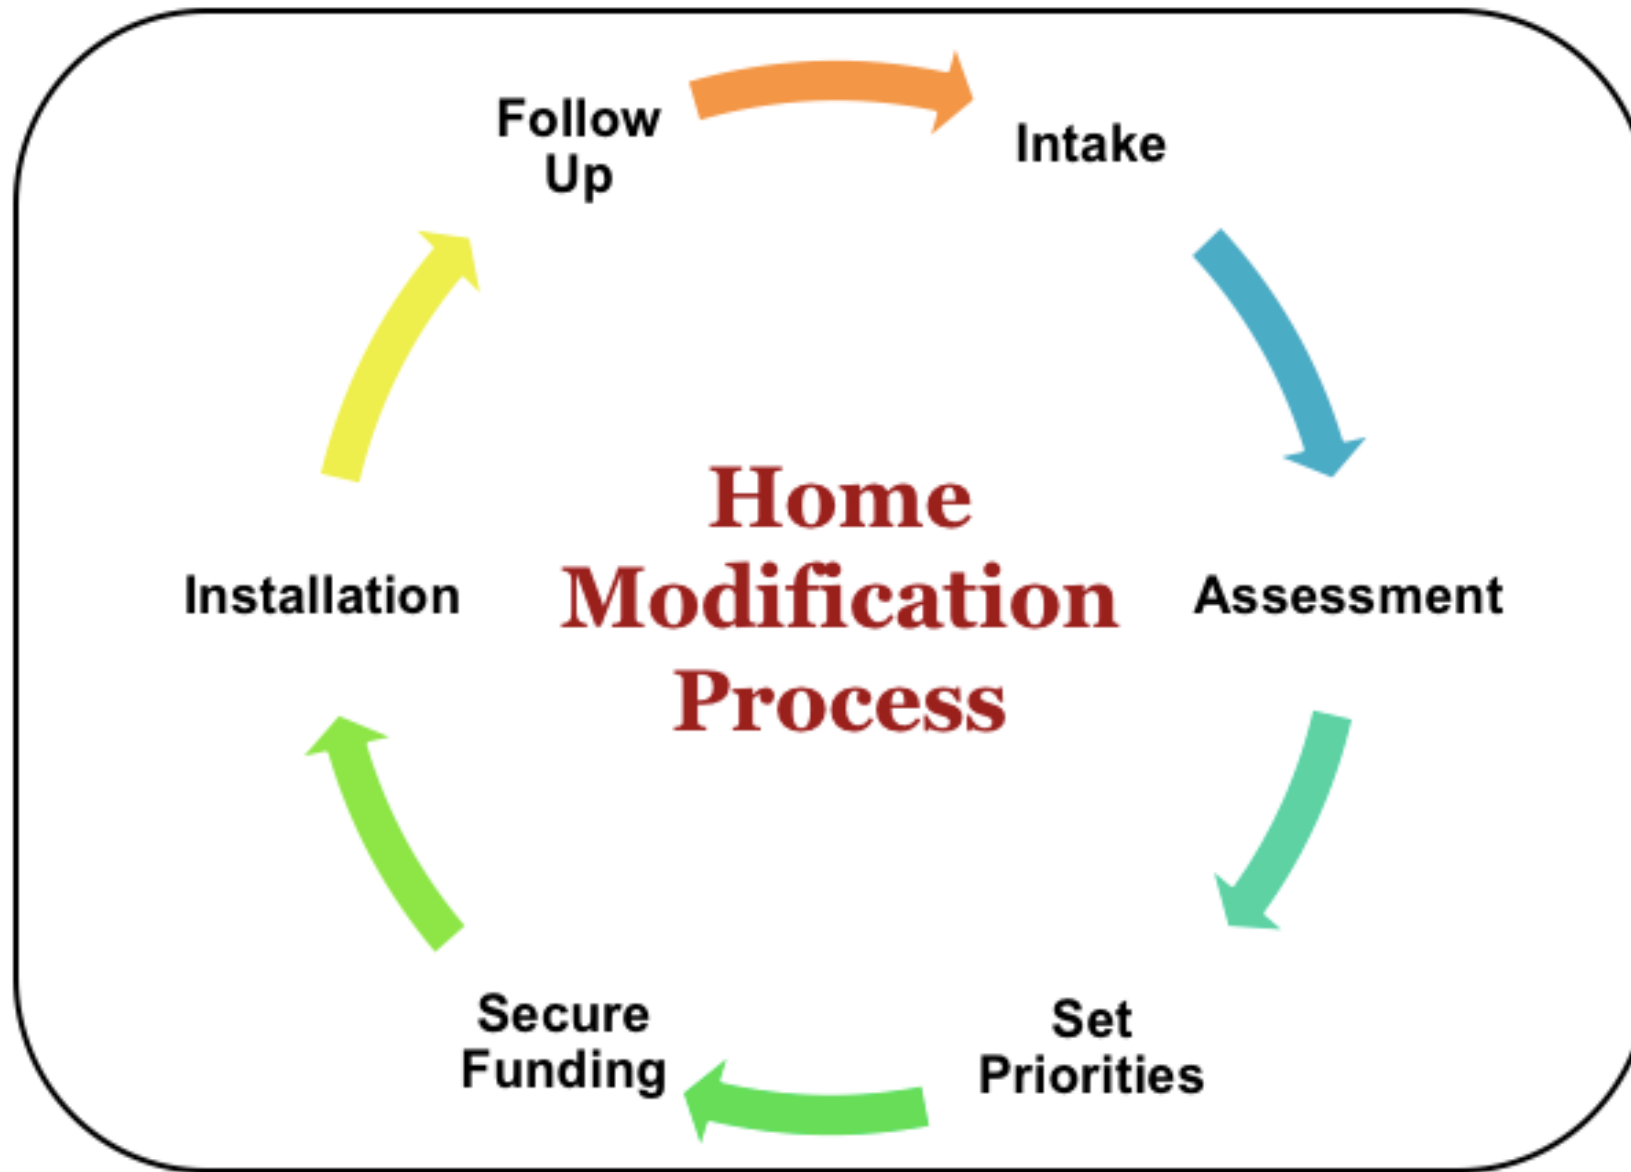 Follow
Up
Intake
Home
Modification
Process
Installation
Assessment
Secure
Funding
Set
Priorities